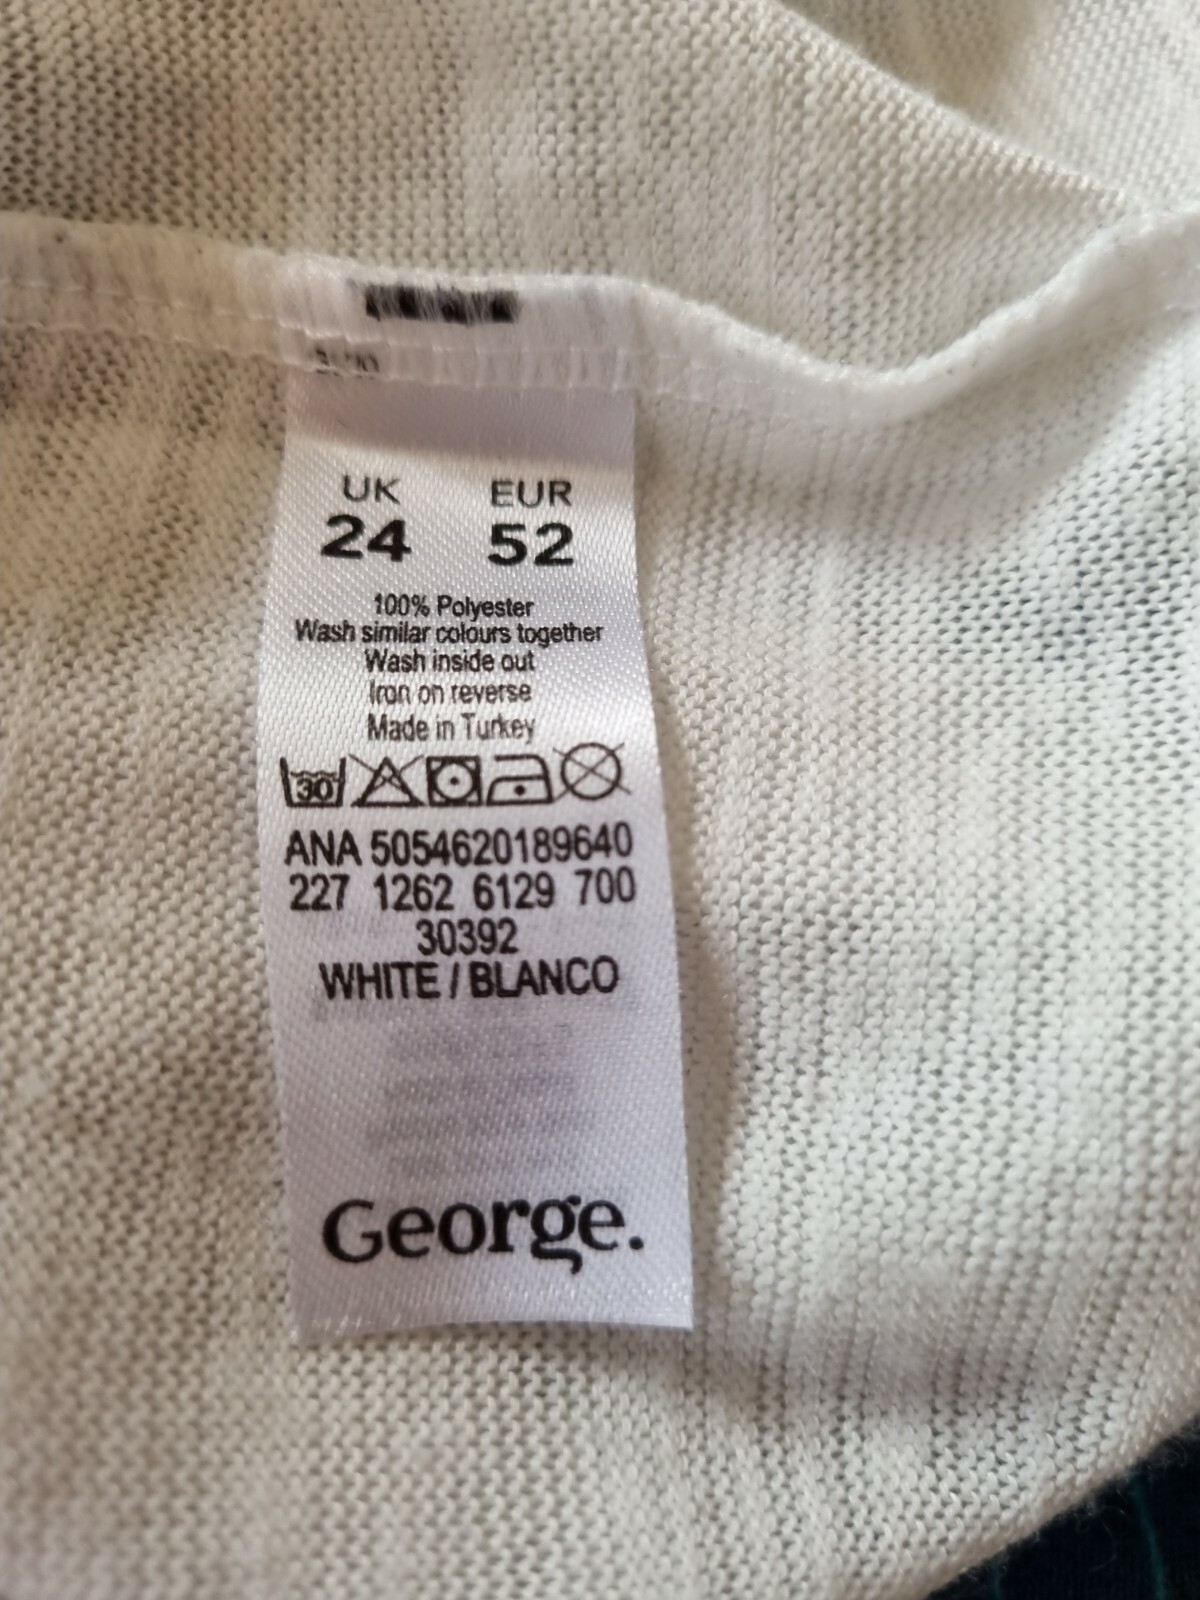 UK EUR
24 52
100% Polyester
Wash similar colours together
Wash inside out
Iron on reverse
Made in Turkey
30
ANA 5054620189640
227 1262 6129 700
30392
WHITE / BLANCO
George.